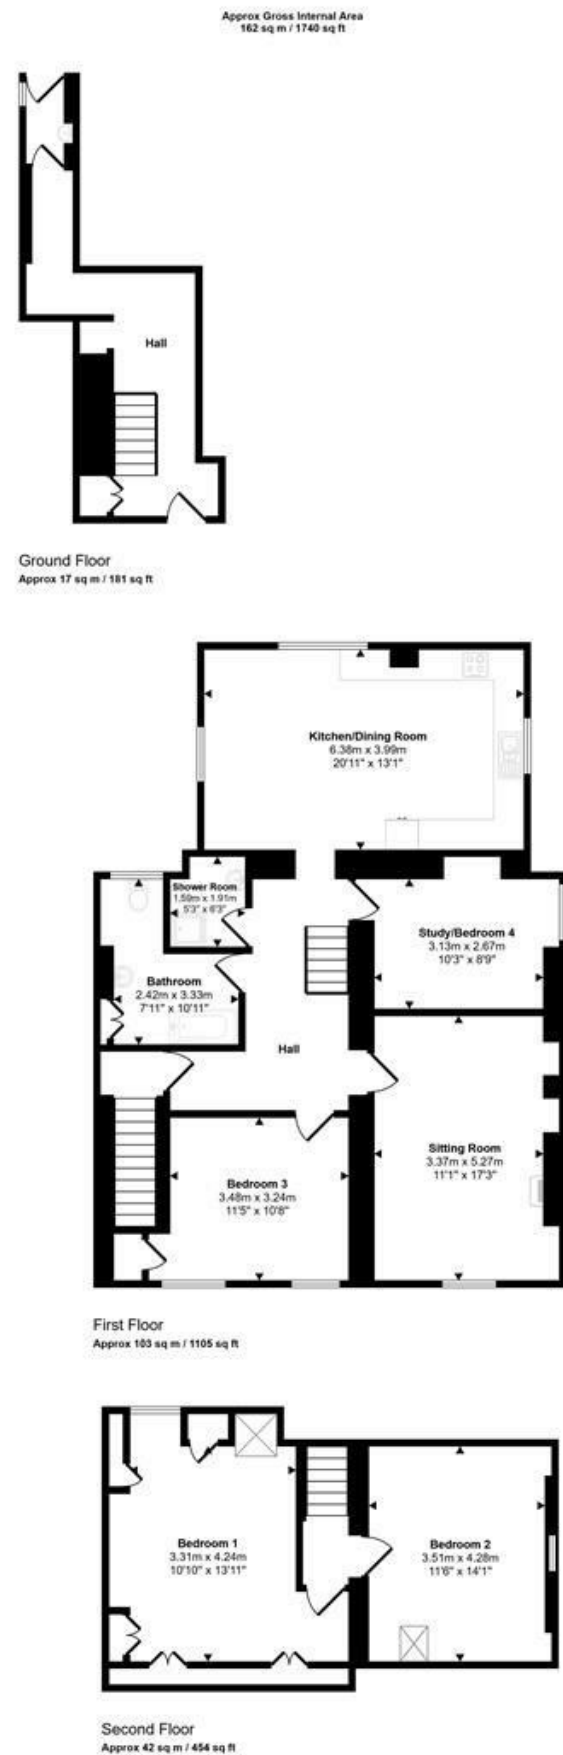 Approx Gross Internal Area
162 sq m / 1740 sq ft
Hall
Ground Floor
Approx 17 sq m / 181 sq ft
Kitchen/Dining Room
6.38m x 3.99m
20'11" x 13'1"
Shower Room
1.59m x 1.91m
5'3" x 6'3"
Study/Bedroom 4
3.13m x 2.67m
10'3" x 8'9"
Bathroom
2.42m x 3.33m
7'11" x 10'11"
Hall
Sitting Room
3.37m x 5.27m
11'1" x 17'3"
Bedroom 3
3.48m x 3.24m
11'5" x 10'8"
First Floor
Approx 103 sq m / 1105 sq ft
Bedroom 1
3.31m x 4.24m
10'10" x 13'11"
Bedroom 2
3.51m x 4.28m
11'6" x 14'1"
Second Floor
Approx 42 sq m / 454 sq ft